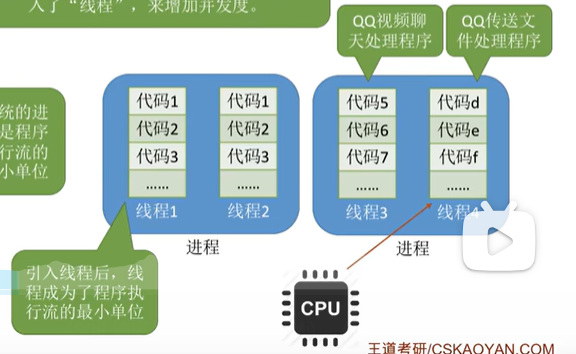 入了“线程”，来增加并发度。
QQ视频聊
天处理程序
QQ传送文
件处理程序
统的进
是程序
行流的
小单位
代码1
代码2
代码3
......
线程1
代码1
代码2
代码3
......
线程2
进程
代码5
代码6
代码7
......
线程3
代码d
代码e
代码f
......
线程4
进程
引入线程后，线
程成为了程序执
行流的最小单位
CPU
王道考研/CSKAOYAN.COM